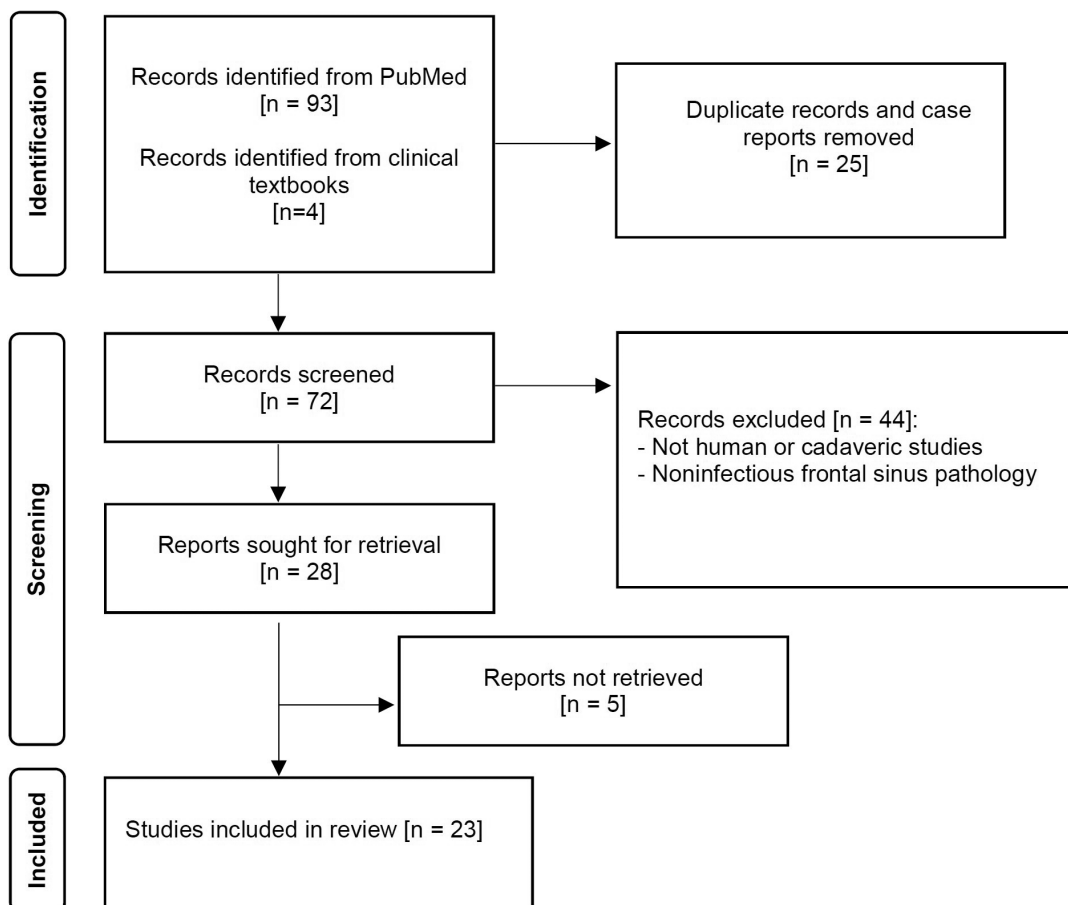 Identification
Records identified from PubMed
[n = 93]
Records identified from clinical
textbooks
[n=4]
Duplicate records and case
reports removed
[n = 25]
Screening
Records screened
[n = 72]
Records excluded [n = 44]:
- Not human or cadaveric studies
- Noninfectious frontal sinus pathology
Reports sought for retrieval
[n = 28]
Reports not retrieved
[n = 5]
Included
Studies included in review [n = 23]